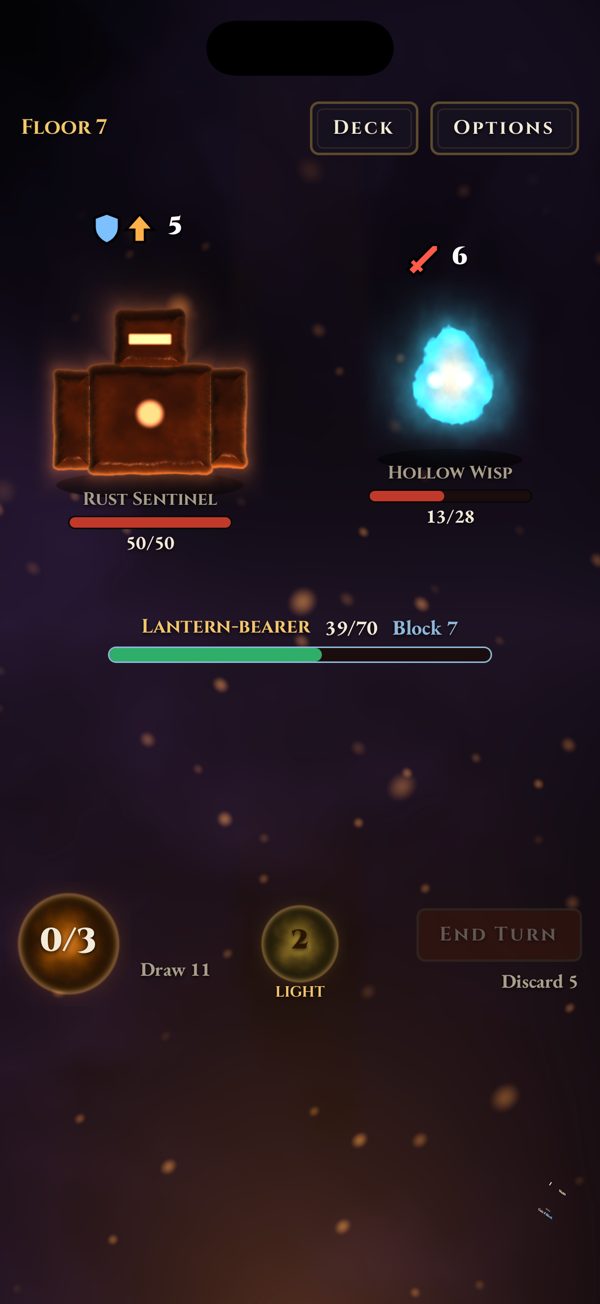 Floor 7
Deck
Options
5
6
Rust Sentinel
50/50
Hollow Wisp
13/28
Lantern-bearer 39/70 Block 7
0/3
Draw 11
2
LIGHT
End Turn
Discard 5